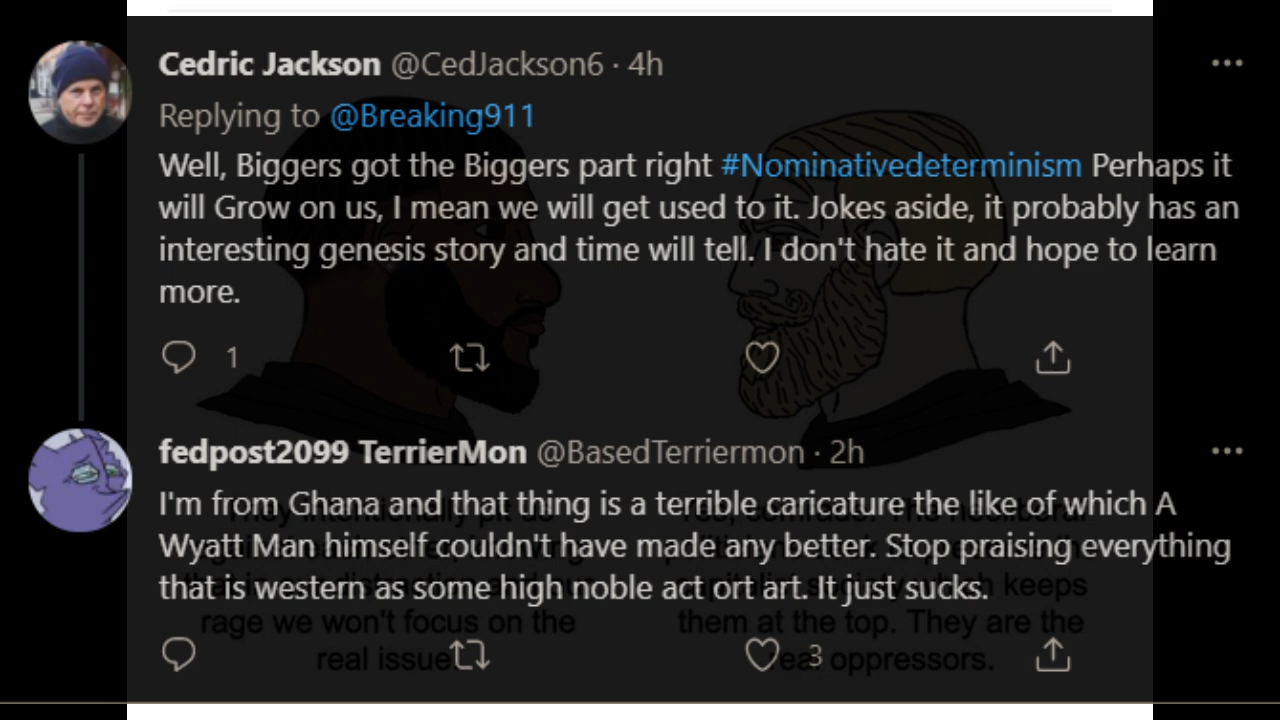 Cedric Jackson @CedJackson6 · 4h
Replying to @Breaking911
Well, Biggers got the Biggers part right #Nominativedeterminism Perhaps it
will Grow on us, I mean we will get used to it. Jokes aside, it probably has an
interesting genesis story and time will tell. I don't hate it and hope to learn
more.
1
fedpost2099 TerrierMon @BasedTerriermon · 2h
I'm from Ghana and that thing is a terrible caricature the like of which A
Wyatt Man himself couldn't have made any better. Stop praising everything
that is western as some high noble act ort art. It just sucks.
3
rage we won't focus on the
real issue
keeps
them at the top. They are the
real oppressors.